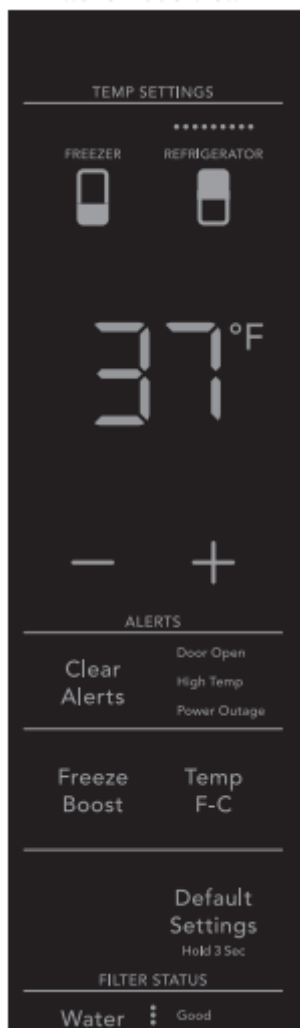 TEMP SETTINGS
FREEZER REFRIGERATOR
37°F
− +
ALERTS
Clear Alerts
Door Open
High Temp
Power Outage
Freeze Boost
Temp F-C
Default Settings
Hold 3 Sec
FILTER STATUS
Water
Good